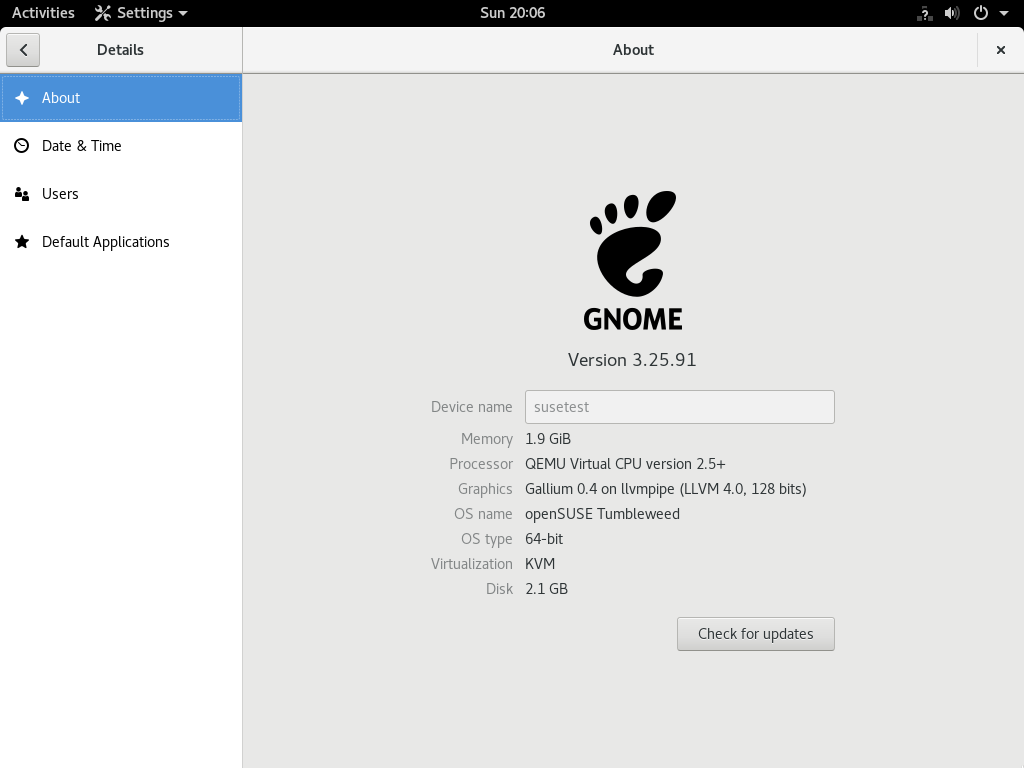 Activities Settings Sun 20:06
Details About
About
Date & Time
Users
Default Applications
GNOME
Version 3.25.91
Device name susetest
Memory 1.9 GiB
Processor QEMU Virtual CPU version 2.5+
Graphics Gallium 0.4 on llvmpipe (LLVM 4.0, 128 bits)
OS name openSUSE Tumbleweed
OS type 64-bit
Virtualization KVM
Disk 2.1 GB
Check for updates